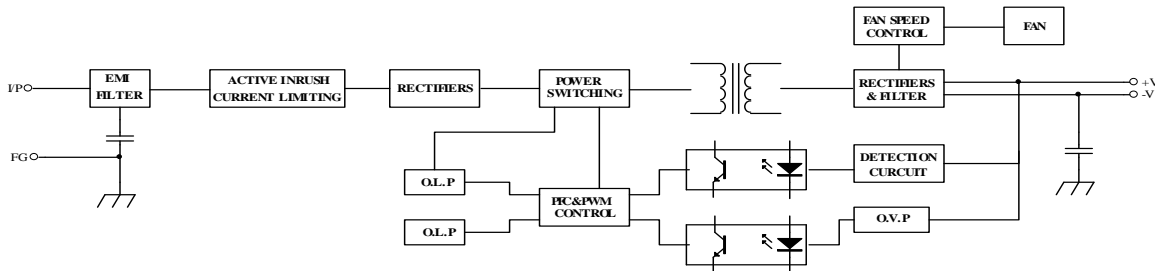 FAN SPEED
CONTROL
FAN
I/P
EMI
FILTER
ACTIVE INRUSH
CURRENT LIMITING
RECTIFIERS
POWER
SWITCHING
RECTIFIERS
& FILTER
+V
-V
FG
O.L.P
PFC&PWM
CONTROL
DETECTION
CURCUIT
O.L.P
O.V.P